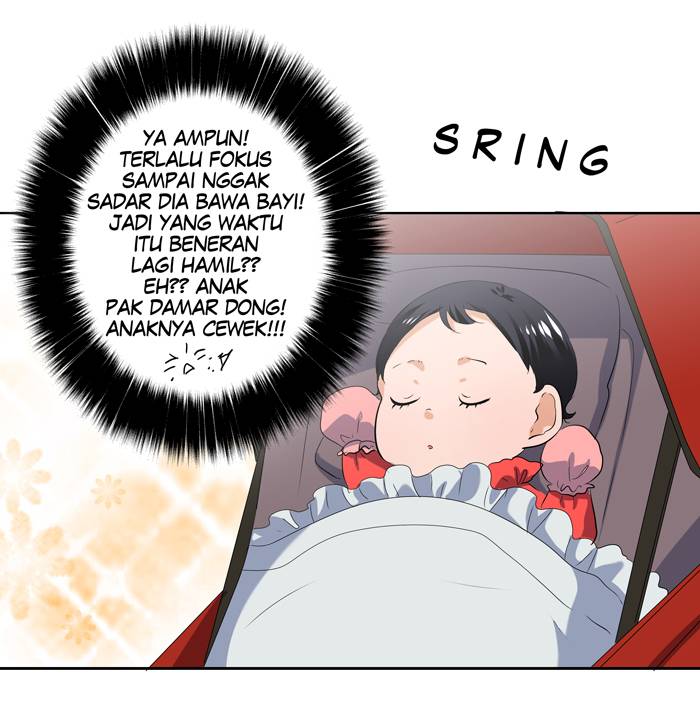 YA AMPUN!
TERLALU FOKUS
SAMPAI NGGAK
SADAR DIA BAWA BAYI!
JADI YANG WAKTU
ITU BENERAN
LAGI HAMIL??
EH?? ANAK
PAK DAMAR DONG!
ANAKNYA CEWEK!!!
SRING